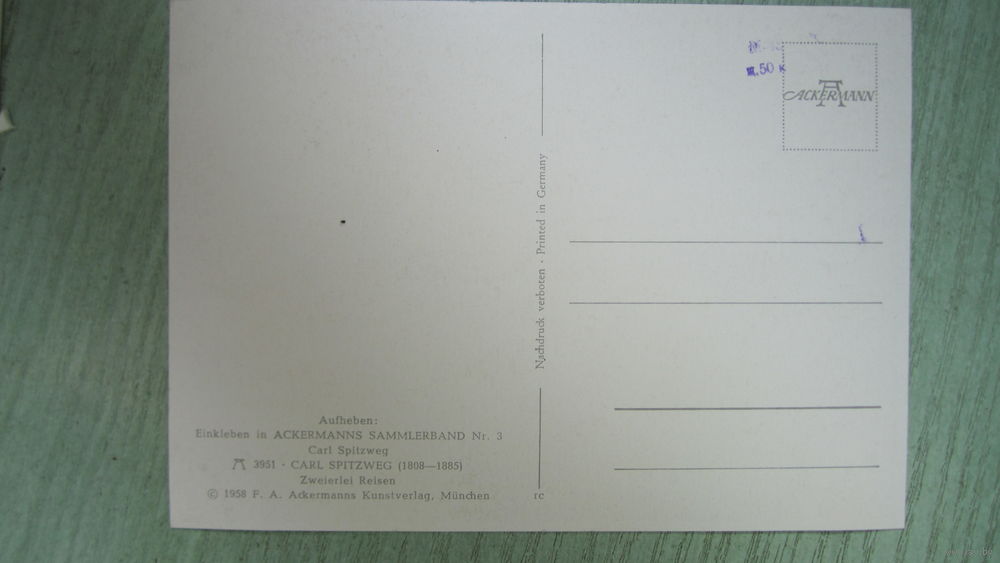 Aufheben:
Einkleben in ACKERMANNS SAMMLERBAND Nr. 3
Carl Spitzweg
3951 · CARL SPITZWEG (1808—1885)
Zweierlei Reisen
© 1958 F. A. Ackermanns Kunstverlag, München
Nachdruck verboten · Printed in Germany
rc
.50 к
ACKERMANN